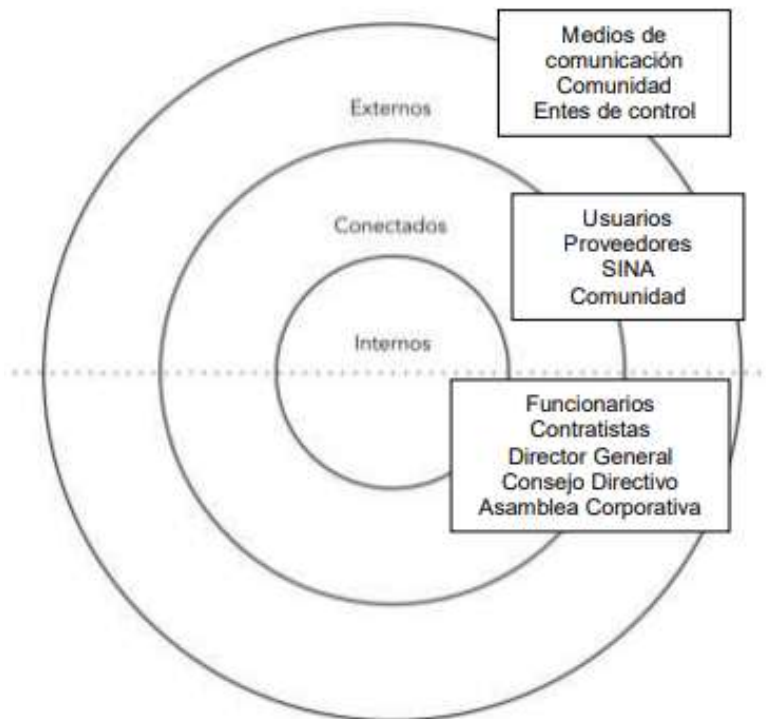 Medios de
comunicación
Comunidad
Entes de control
Externos
Usuarios
Proveedores
SINA
Comunidad
Conectados
Internos
Funcionarios
Contratistas
Director General
Consejo Directivo
Asamblea Corporativa